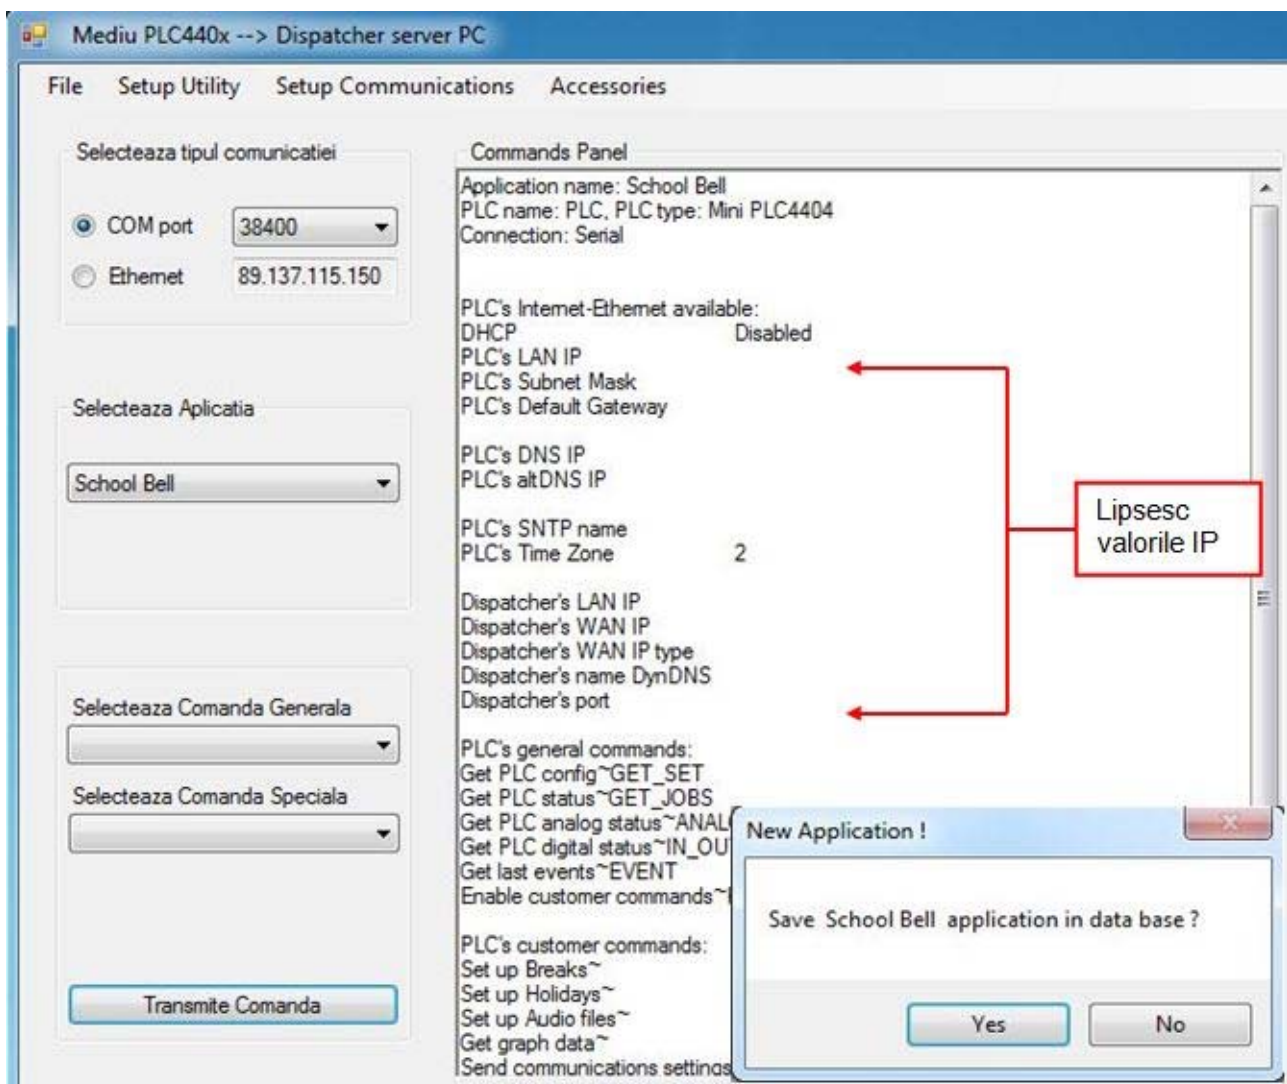 Mediu PLC440x --> Dispatcher server PC
File Setup Utility Setup Communications Accessories
Selecteaza tipul comunicatiei
COM port 38400
Ethernet 89.137.115.150
Selecteaza Aplicatia
School Bell
Selecteaza Comanda Generala
Selecteaza Comanda Speciala
Transmite Comanda
Commands Panel
Application name: School Bell
PLC name: PLC, PLC type: Mini PLC4404
Connection: Serial
PLC's Internet-Ethernet available:
DHCP Disabled
PLC's LAN IP
PLC's Subnet Mask
PLC's Default Gateway
PLC's DNS IP
PLC's altDNS IP
PLC's SNTP name
PLC's Time Zone 2
Dispatcher's LAN IP
Dispatcher's WAN IP
Dispatcher's WAN IP type
Dispatcher's name DynDNS
Dispatcher's port
PLC's general commands:
Get PLC config~GET_SET
Get PLC status~GET_JOBS
Get PLC analog status~ANAL
Get PLC digital status~IN_OU
Get last events~EVENT
Enable customer commands~
PLC's customer commands:
Set up Breaks~
Set up Holidays~
Set up Audio files~
Get graph data~
Send communications settings
Lipsesc
valorile IP
New Application !
Save School Bell application in data base ?
Yes No